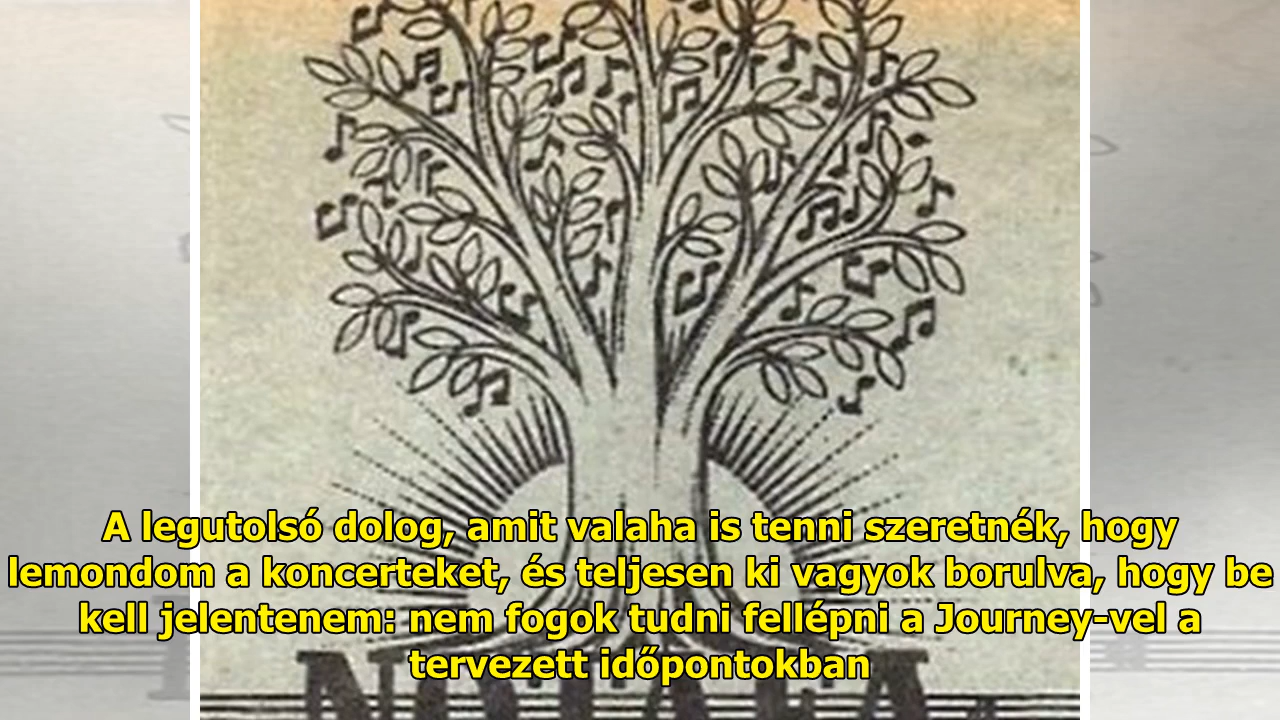 A legutolsó dolog, amit valaha is tenni szeretnék, hogy
lemondom a koncerteket, és teljesen ki vagyok borulva, hogy be
kell jelentenem: nem fogok tudni fellépni a Journey-vel a
tervezett időpontokban